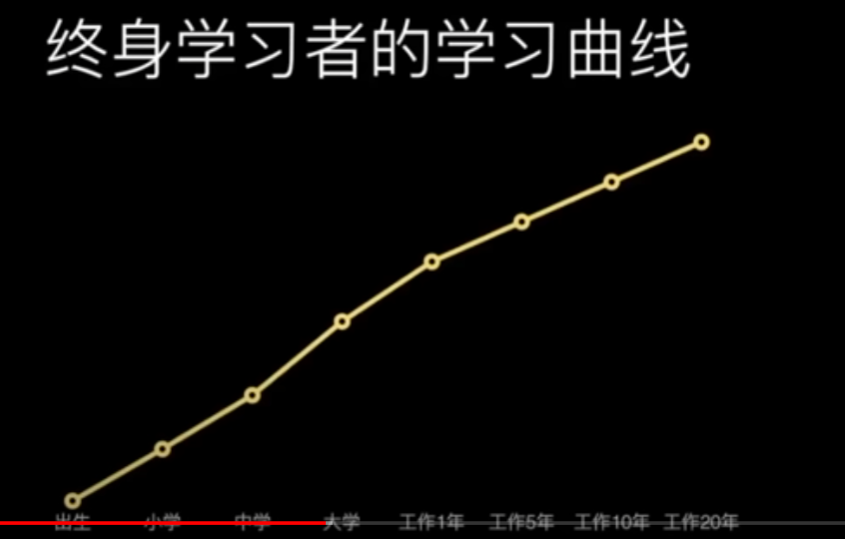 终身学习者的学习曲线
出生 小学 中学 大学 工作1年 工作5年 工作10年 工作20年